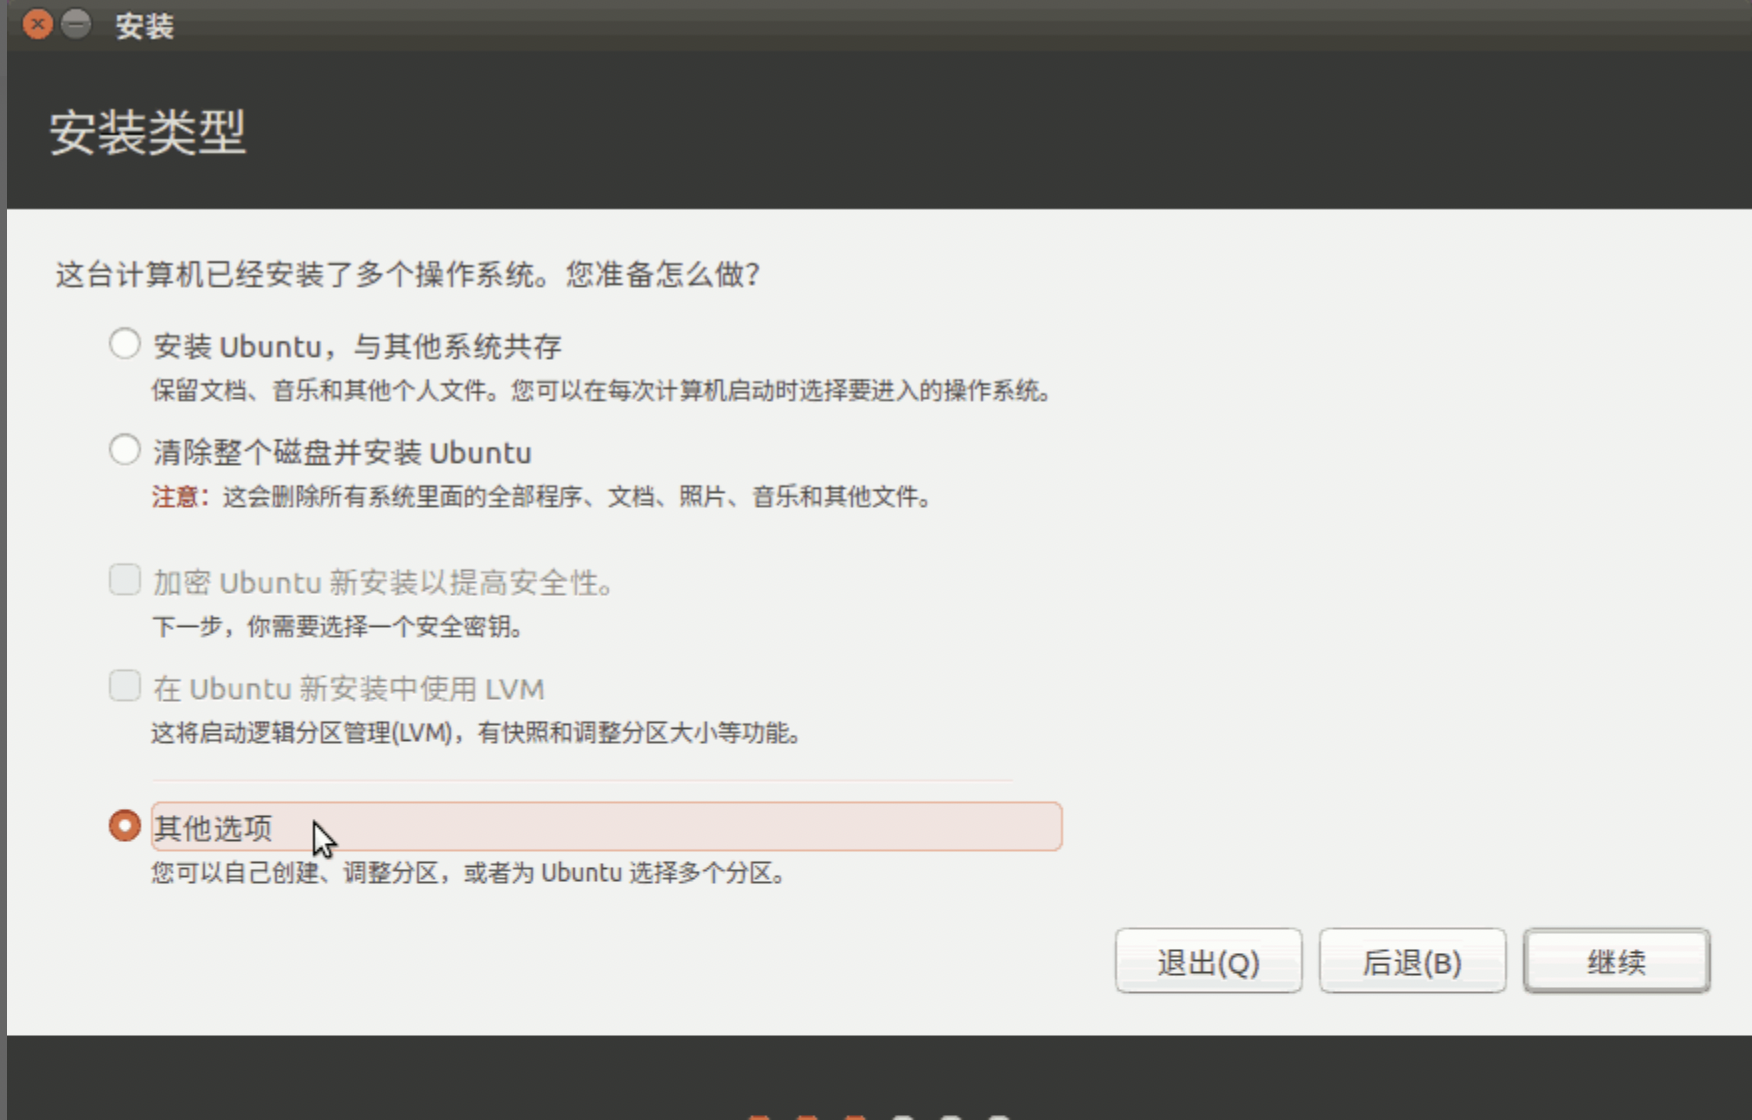 安装
安装类型
这台计算机已经安装了多个操作系统。您准备怎么做？
安装 Ubuntu，与其他系统共存
保留文档、音乐和其他个人文件。您可以在每次计算机启动时选择要进入的操作系统。
清除整个磁盘并安装 Ubuntu
注意：这会删除所有系统里面的全部程序、文档、照片、音乐和其他文件。
加密 Ubuntu 新安装以提高安全性。
下一步，你需要选择一个安全密钥。
在 Ubuntu 新安装中使用 LVM
这将启动逻辑分区管理(LVM)，有快照和调整分区大小等功能。
其他选项
您可以自己创建、调整分区，或者为 Ubuntu 选择多个分区。
退出(Q) 后退(B) 继续